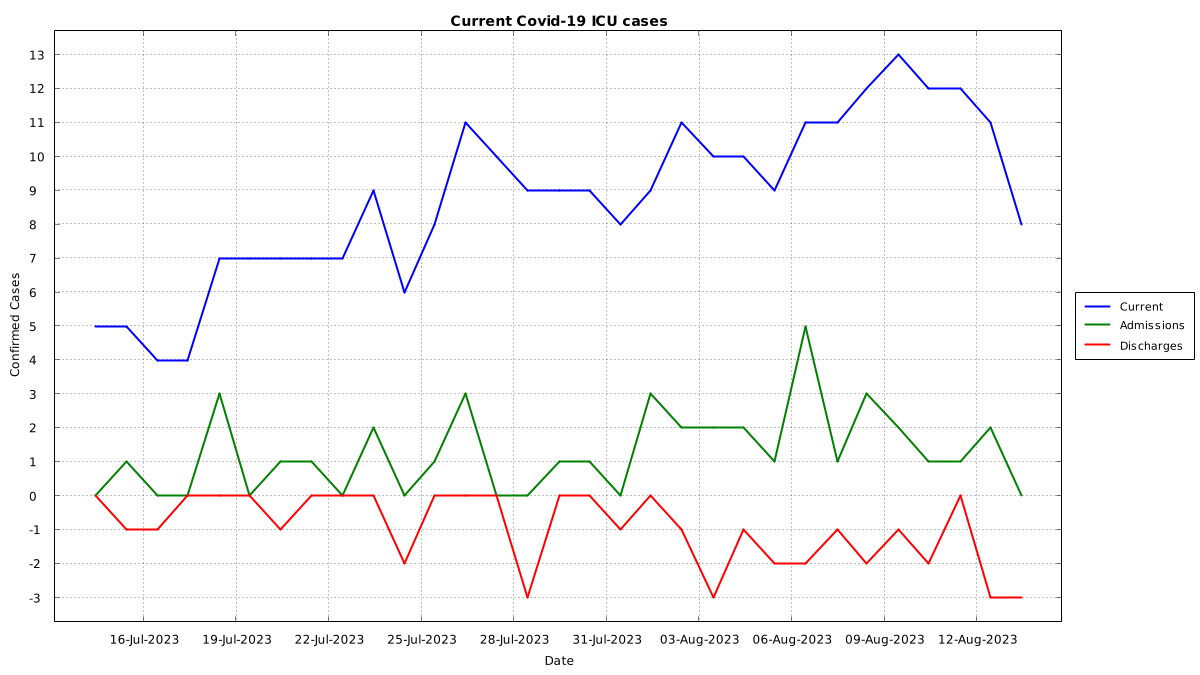 Current Covid-19 ICU cases
13
12
11
10
9
8
7
6
5
4
3
2
1
0
-1
-2
-3
Confirmed Cases
16-Jul-2023 19-Jul-2023 22-Jul-2023 25-Jul-2023 28-Jul-2023 31-Jul-2023 03-Aug-2023 06-Aug-2023 09-Aug-2023 12-Aug-2023
Date
Current
Admissions
Discharges